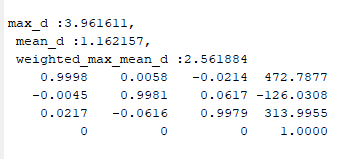 max_d :3.961611,
mean_d :1.162157,
weighted_max_mean_d :2.561884
0.9998 0.0058 -0.0214 472.7877
-0.0045 0.9981 0.0617 -126.0308
0.0217 -0.0616 0.9979 313.9955
0 0 0 1.0000